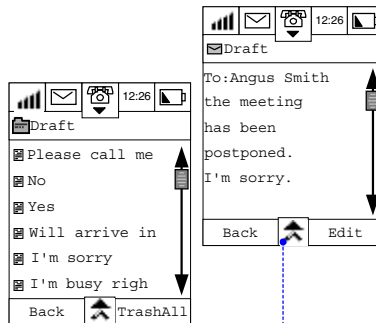 12:26
Draft
Please call me
No
Yes
Will arrive in
I'm sorry
I'm busy righ
Back TrashAll
12:26
Draft
To:Angus Smith
the meeting
has been
postponed.
I'm sorry.
Back Edit